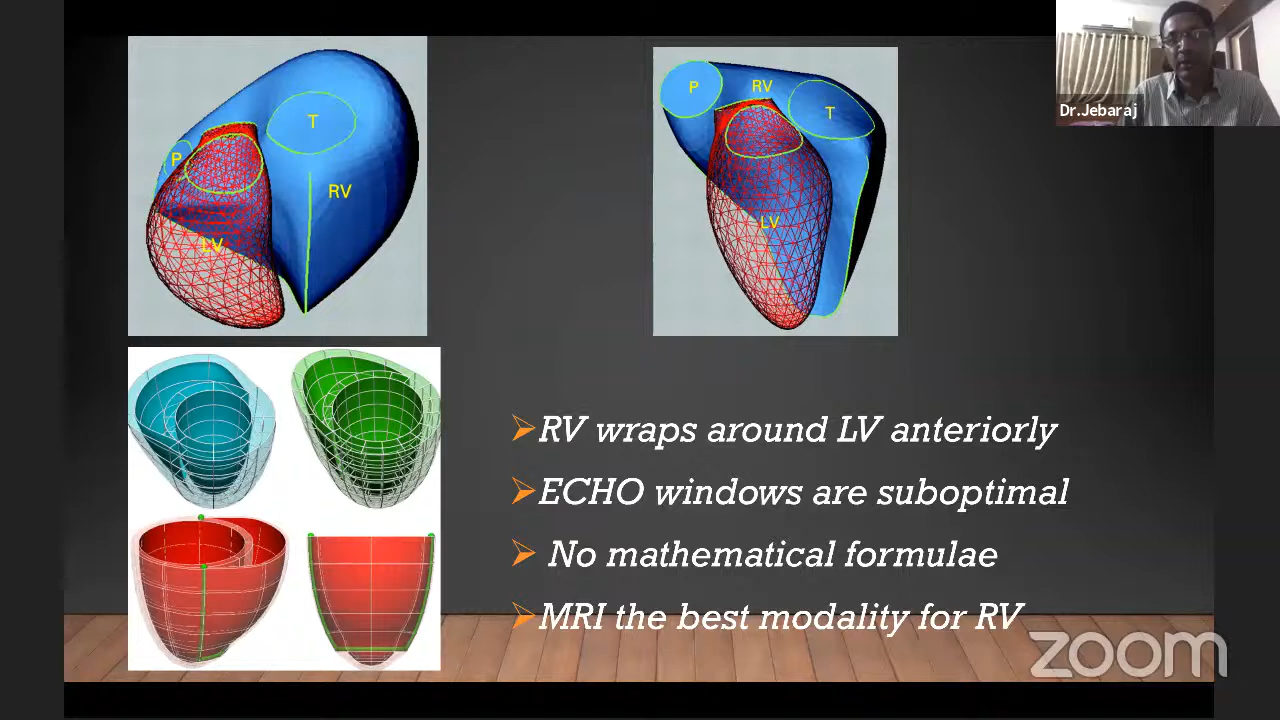 T
P
RV
LV
P
RV
T
LV
Dr.Jebaraj
RV wraps around LV anteriorly
ECHO windows are suboptimal
No mathematical formulae
MRI the best modality for RV
zoom